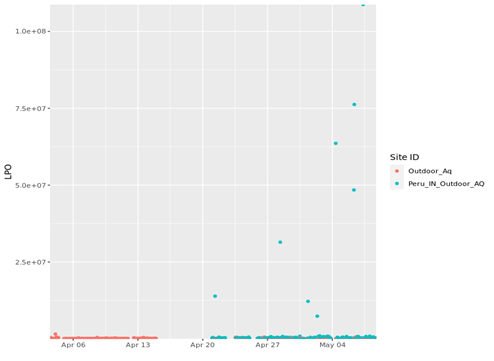 1.0e+08
7.5e+07
5.0e+07
2.5e+07
LPO
Apr 06
Apr 13
Apr 20
Apr 27
May 04
Site ID
Outdoor_Aq
Peru_IN_Outdoor_AQ